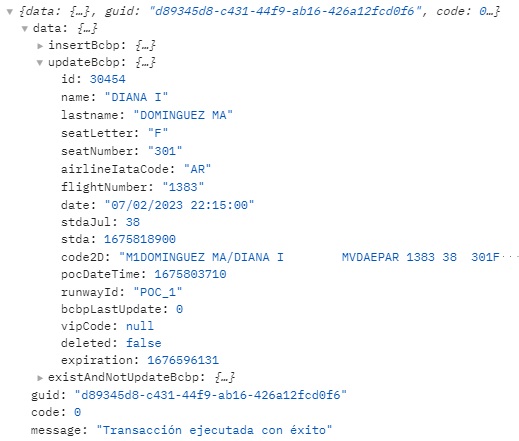 ▼ {data: {…}, guid: "d89345d8-c431-44f9-ab16-426a12fcd0f6", code: 0…}
▼ data: {…}
▶ insertBcbp: {…}
▼ updateBcbp: {…}
id: 30454
name: "DIANA I"
lastname: "DOMINGUEZ MA"
seatLetter: "F"
seatNumber: "301"
airlineIataCode: "AR"
flightNumber: "1383"
date: "07/02/2023 22:15:00"
stdaJul: 38
stda: 1675818900
code2D: "M1DOMINGUEZ MA/DIANA I        MVDAEPAR 1383 38  301F···
pocDateTime: 1675803710
runwayId: "POC_1"
bcbpLastUpdate: 0
vipCode: null
deleted: false
expiration: 1676596131
▶ existAndNotUpdateBcbp: {…}
guid: "d89345d8-c431-44f9-ab16-426a12fcd0f6"
code: 0
message: "Transacción ejecutada con éxito"